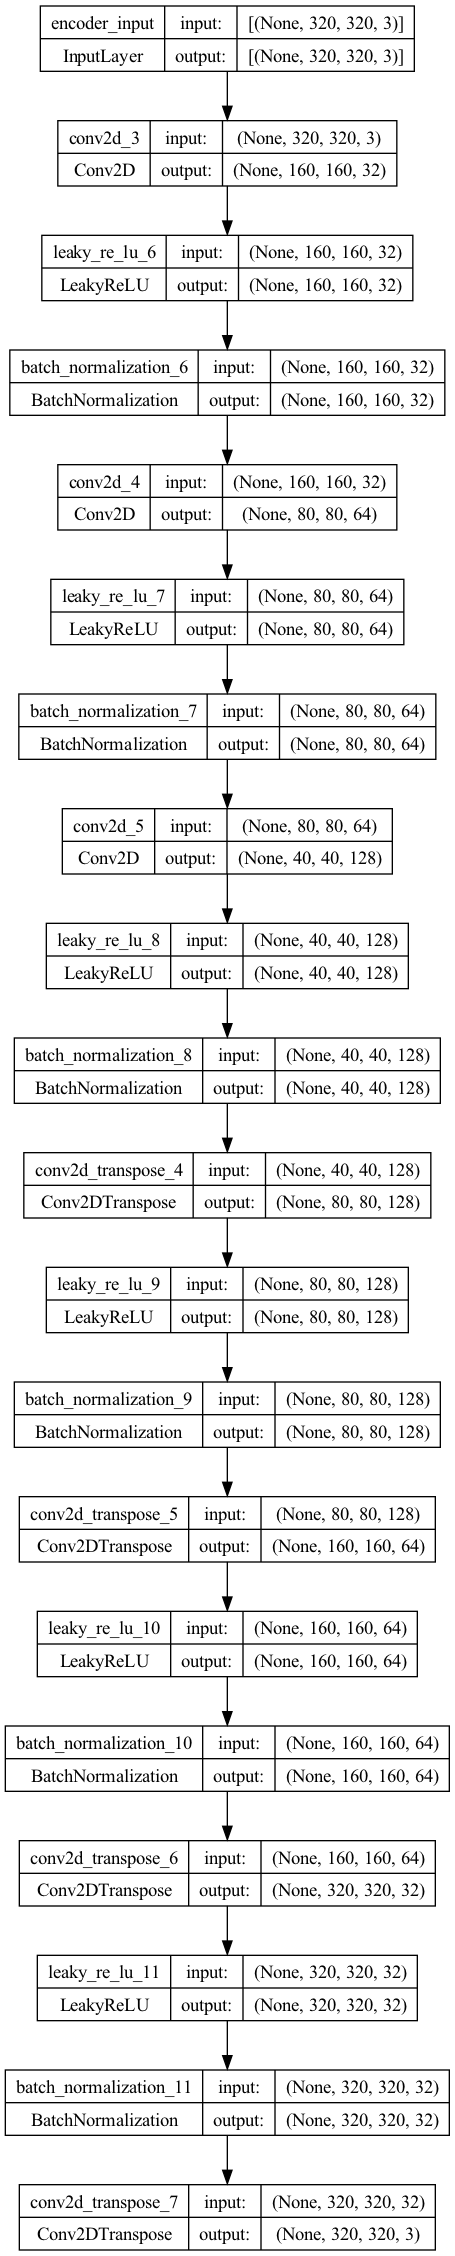 encoder_input input: [(None, 320, 320, 3)]
InputLayer output: [(None, 320, 320, 3)]
conv2d_3 input: (None, 320, 320, 3)
Conv2D output: (None, 160, 160, 32)
leaky_re_lu_6 input: (None, 160, 160, 32)
LeakyReLU output: (None, 160, 160, 32)
batch_normalization_6 input: (None, 160, 160, 32)
BatchNormalization output: (None, 160, 160, 32)
conv2d_4 input: (None, 160, 160, 32)
Conv2D output: (None, 80, 80, 64)
leaky_re_lu_7 input: (None, 80, 80, 64)
LeakyReLU output: (None, 80, 80, 64)
batch_normalization_7 input: (None, 80, 80, 64)
BatchNormalization output: (None, 80, 80, 64)
conv2d_5 input: (None, 80, 80, 64)
Conv2D output: (None, 40, 40, 128)
leaky_re_lu_8 input: (None, 40, 40, 128)
LeakyReLU output: (None, 40, 40, 128)
batch_normalization_8 input: (None, 40, 40, 128)
BatchNormalization output: (None, 40, 40, 128)
conv2d_transpose_4 input: (None, 40, 40, 128)
Conv2DTranspose output: (None, 80, 80, 128)
leaky_re_lu_9 input: (None, 80, 80, 128)
LeakyReLU output: (None, 80, 80, 128)
batch_normalization_9 input: (None, 80, 80, 128)
BatchNormalization output: (None, 80, 80, 128)
conv2d_transpose_5 input: (None, 80, 80, 128)
Conv2DTranspose output: (None, 160, 160, 64)
leaky_re_lu_10 input: (None, 160, 160, 64)
LeakyReLU output: (None, 160, 160, 64)
batch_normalization_10 input: (None, 160, 160, 64)
BatchNormalization output: (None, 160, 160, 64)
conv2d_transpose_6 input: (None, 160, 160, 64)
Conv2DTranspose output: (None, 320, 320, 32)
leaky_re_lu_11 input: (None, 320, 320, 32)
LeakyReLU output: (None, 320, 320, 32)
batch_normalization_11 input: (None, 320, 320, 32)
BatchNormalization output: (None, 320, 320, 32)
conv2d_transpose_7 input: (None, 320, 320, 32)
Conv2DTranspose output: (None, 320, 320, 3)